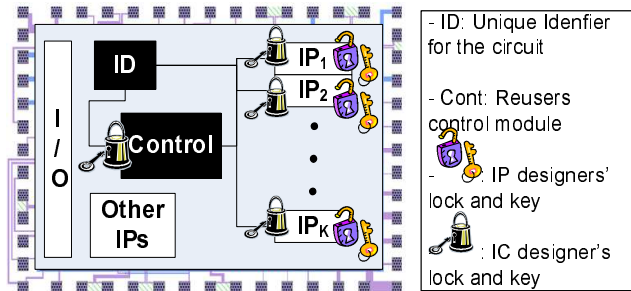 I
/
O
ID
Control
Other
IPs
IP1
IP2
IPK
- ID: Unique Idenfier
for the circuit
- Cont: Reusers
control module
- : IP designers'
lock and key
: IC designer's
lock and key